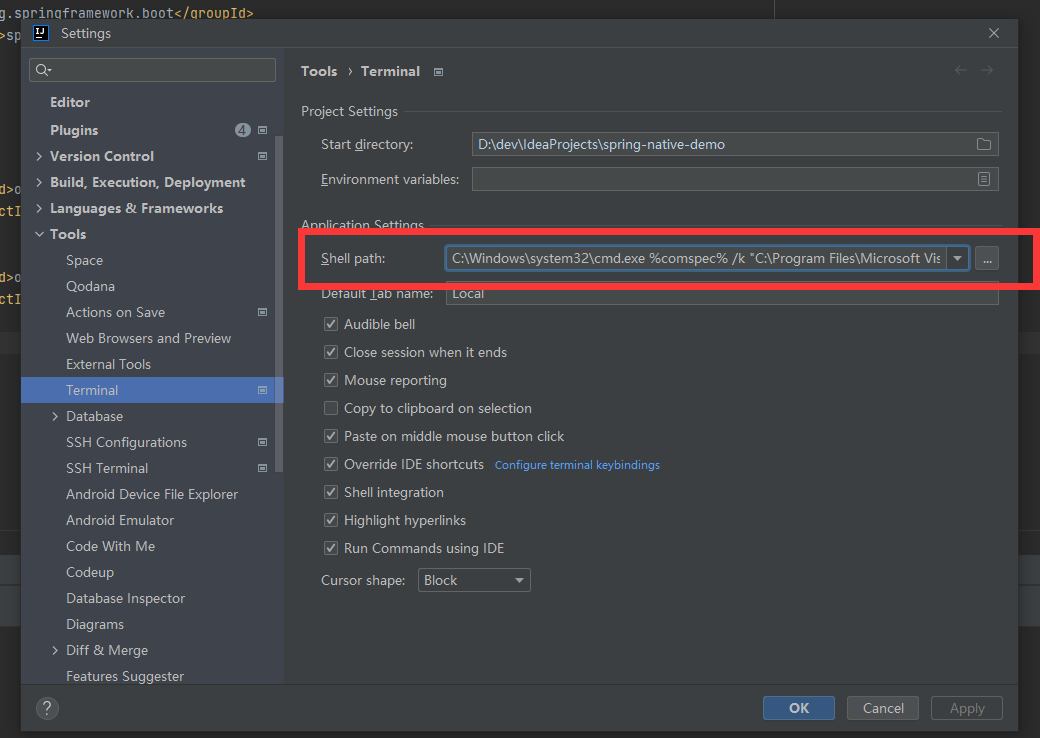 g.springframework.boot</groupId>
>sp
Settings
Tools › Terminal
Editor
Plugins 4
Version Control
Build, Execution, Deployment
Languages & Frameworks
Tools
Space
Qodana
Actions on Save
Web Browsers and Preview
External Tools
Terminal
Database
SSH Configurations
SSH Terminal
Android Device File Explorer
Android Emulator
Code With Me
Codeup
Database Inspector
Diagrams
Diff & Merge
Features Suggester
Project Settings
Start directory: D:\dev\IdeaProjects\spring-native-demo
Environment variables:
Application Settings
Shell path: C:\Windows\system32\cmd.exe %comspec% /k "C:\Program Files\Microsoft Vis ...
Default Tab name: Local
Audible bell
Close session when it ends
Mouse reporting
Copy to clipboard on selection
Paste on middle mouse button click
Override IDE shortcuts Configure terminal keybindings
Shell integration
Highlight hyperlinks
Run Commands using IDE
Cursor shape: Block
d>o
ctI
d>o
ctI
? OK Cancel Apply